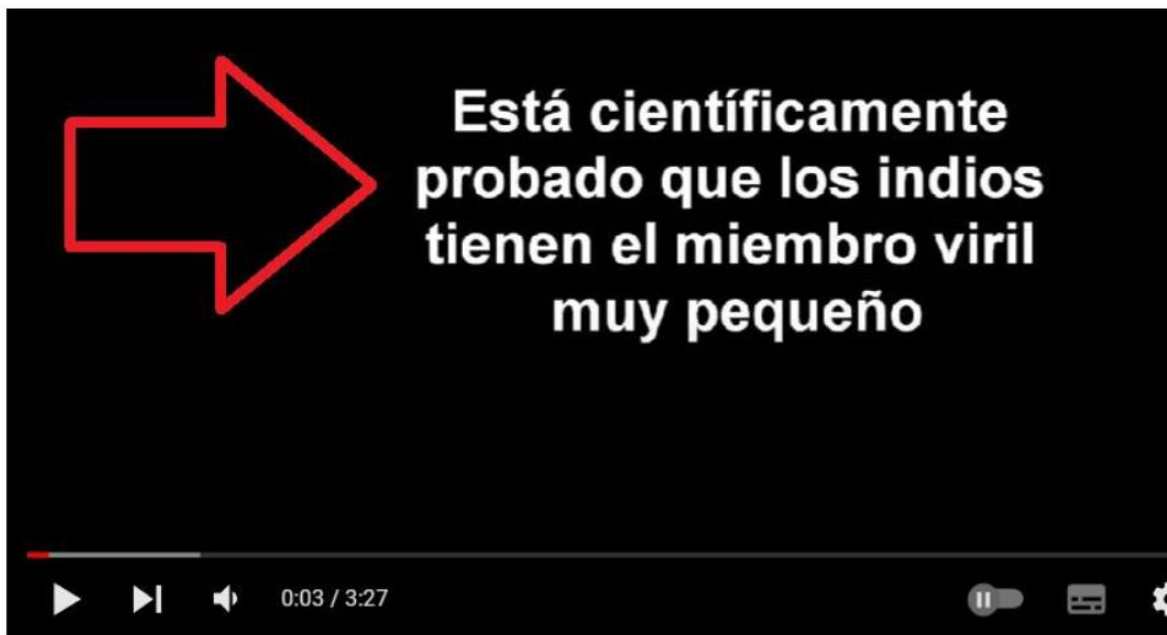 Está científicamente
probado que los indios
tienen el miembro viril
muy pequeño
0:03 / 3:27